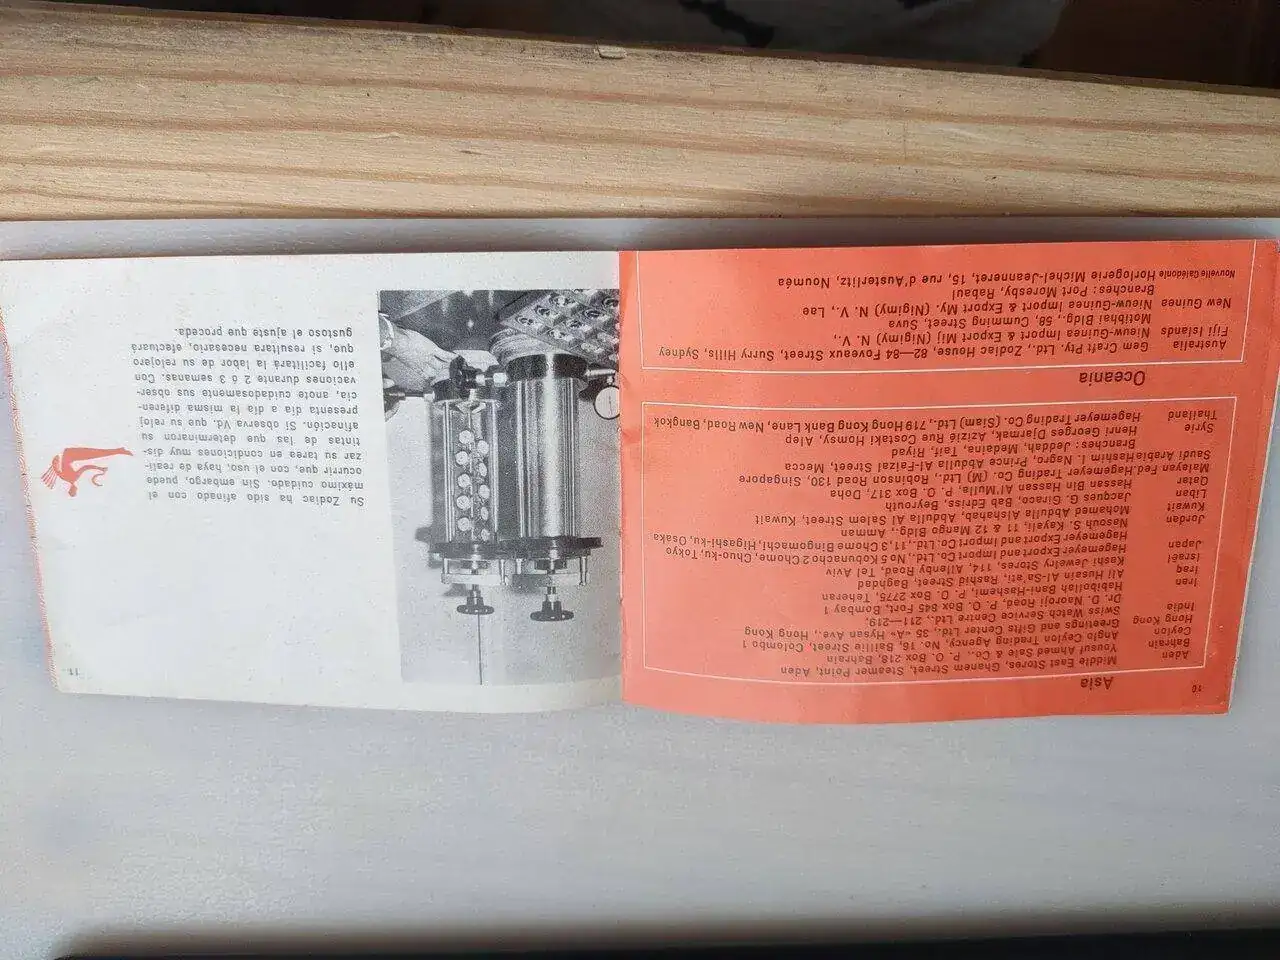 10
Asia
Aden Middle East Stores, Ghanem Street, Steamer Point, Aden
Bahrain Yousuf Ahmed Saie & Co., P. O. Box 218, Bahrain
Ceylon Anglo Ceylon Trading Agency, No. 16, Baillie Street, Colombo 1
Hong Kong Greetings and Gifts Center Ltd., 35 «A» Hysan Ave., Hong Kong
India Swiss Watch Service Centre Ltd., 211—219,
Dr. D. Naoroji Road, P. O. Box 845 Fort, Bombay 1
Iran Habibollah Bani-Hashemi, P. O. Box 2775, Teheran
Iraq Ali Husain Al-Sa'ati, Rashid Street, Baghdad
Israel Kashi Jewelry Stores, 114, Allenby Road, Tel Aviv
Japan Hagemeyer Export and Import Co. Ltd., No 5 Kobunacho 2 Chome, Chuo-ku, Tokyo
Hagemeyer Export and Import Co. Ltd., 11, 3 Chome Bingomachi, Higashi-ku, Osaka
Jordan Nasouh S. Kayali, 11 & 12 Mango Bldg., Amman
Kuwait Mohamed Abdulla Alshahab, Abdulla Al Salem Street, Kuwait
Liban Jacques G. Giraco, Bab Edriss, Beyrouth
Qatar Hassan Bin Hassan Al'Mulla, P. O. Box 317, Doha
Malayan Fed. Hagemeyer Trading Co. (M) Ltd., Robinson Road 130, Singapore
Saudi Arabia Hashim I. Nagro, Prince Abdulla Al-Faizal Street, Mecca
Branches: Jeddah, Medaina, Taif, Riyad
Syrie Henri Georges Djarmak, Azizié Rue Costaki Homsy, Alep
Thailand Hagemeyer Trading Co. (Siam) Ltd., 719 Hong Kong Bank Lane, New Road, Bangkok
Oceania
Australia Gem Craft Pty. Ltd., Zodiac House, 82—84 Foveaux Street, Surry Hills, Sydney
Fiji Islands Nieuw-Guinea Import & Export Mij (Nigimy) N. V.,
Motibhai Bldg., 58, Cumming Street, Suva
New Guinea Nieuw-Guinea Import & Export My. (Nigimy) N. V., Lae
Branches: Port Moresby, Rabaul
Nouvelle Calédonie Horlogerie Michel-Jeanneret, 15, rue d'Austerlitz, Nouméa
11
Su Zodiac ha sido afinado con el
máximo cuidado. Sin embargo, puede
ocurrir que, con el uso, haya de reali-
zar su tarea en condiciones muy dis-
tintas de las que determinaron su
afinación. Si observa Vd. que su reloj
presenta día a día la misma diferen-
cia, anote cuidadosamente sus obser-
vaciones durante 2 ó 3 semanas. Con
ello facilitará la labor de su relojero
que, si resultara necesario, efectuará
gustoso el ajuste que proceda.